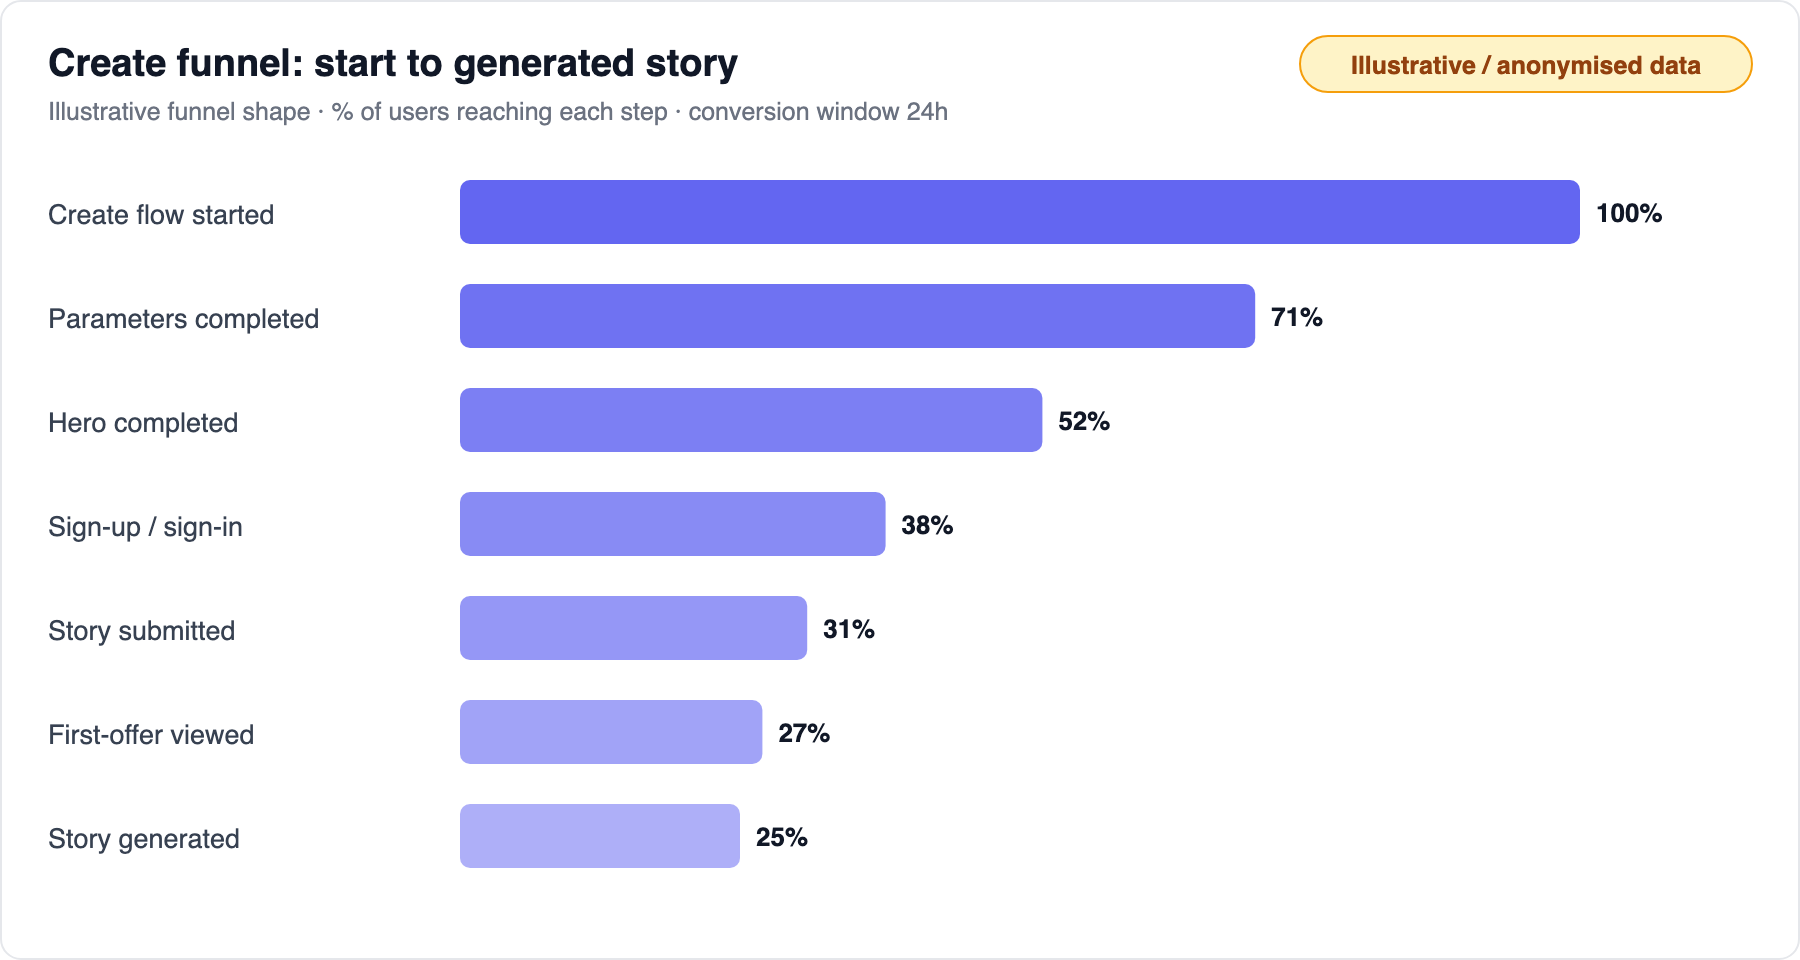 Create funnel: start to generated story
Illustrative / anonymised data
Illustrative funnel shape · % of users reaching each step · conversion window 24h
Create flow started 100%
Parameters completed 71%
Hero completed 52%
Sign-up / sign-in 38%
Story submitted 31%
First-offer viewed 27%
Story generated 25%